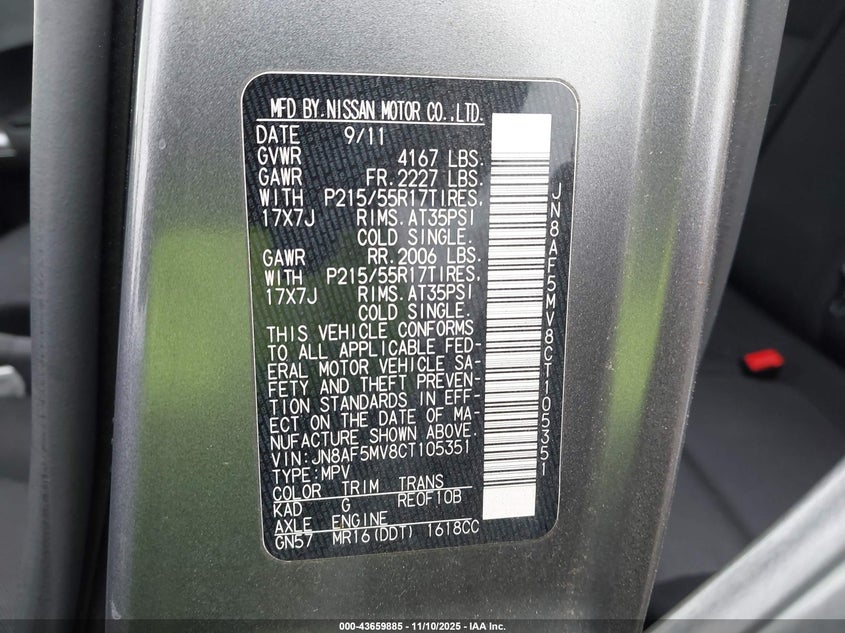 MFD BY.NISSAN MOTOR CO.,LTD.
DATE 9/11
GVWR 4167 LBS.
GAWR FR.2227 LBS.
WITH P215/55R17TIRES,
17X7J RIMS.AT35PSI
COLD SINGLE.
GAWR RR.2006 LBS.
WITH P215/55R17TIRES,
17X7J RIMS.AT35PSI
COLD SINGLE.
THIS VEHICLE CONFORMS
TO ALL APPLICABLE FED-
ERAL MOTOR VEHICLE SA-
FETY AND THEFT PREVEN-
TION STANDARDS IN EFF-
ECT ON THE DATE OF MA-
NUFACTURE SHOWN ABOVE.
VIN:JN8AF5MV8CT105351
TYPE:MPV
COLOR TRIM TRANS
KAD G RE0F10B
AXLE ENGINE
GN57 MR16(DDT) 1618CC
JN8AF5MV8CT105351
000-43659885 - 11/10/2025 - IAA Inc.